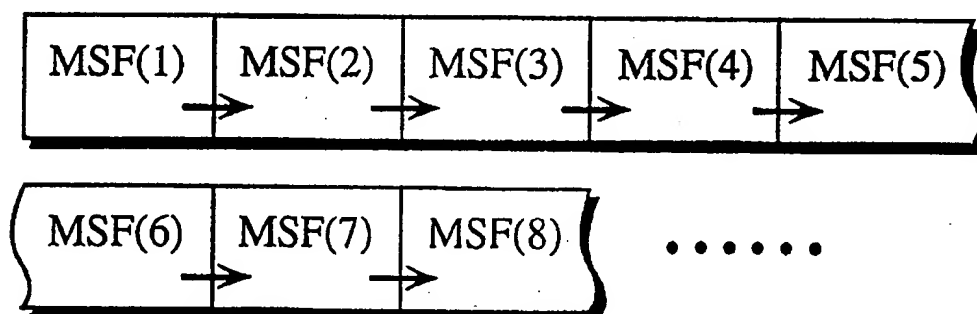 MSF(1) MSF(2) MSF(3) MSF(4) MSF(5)
MSF(6) MSF(7) MSF(8) ......